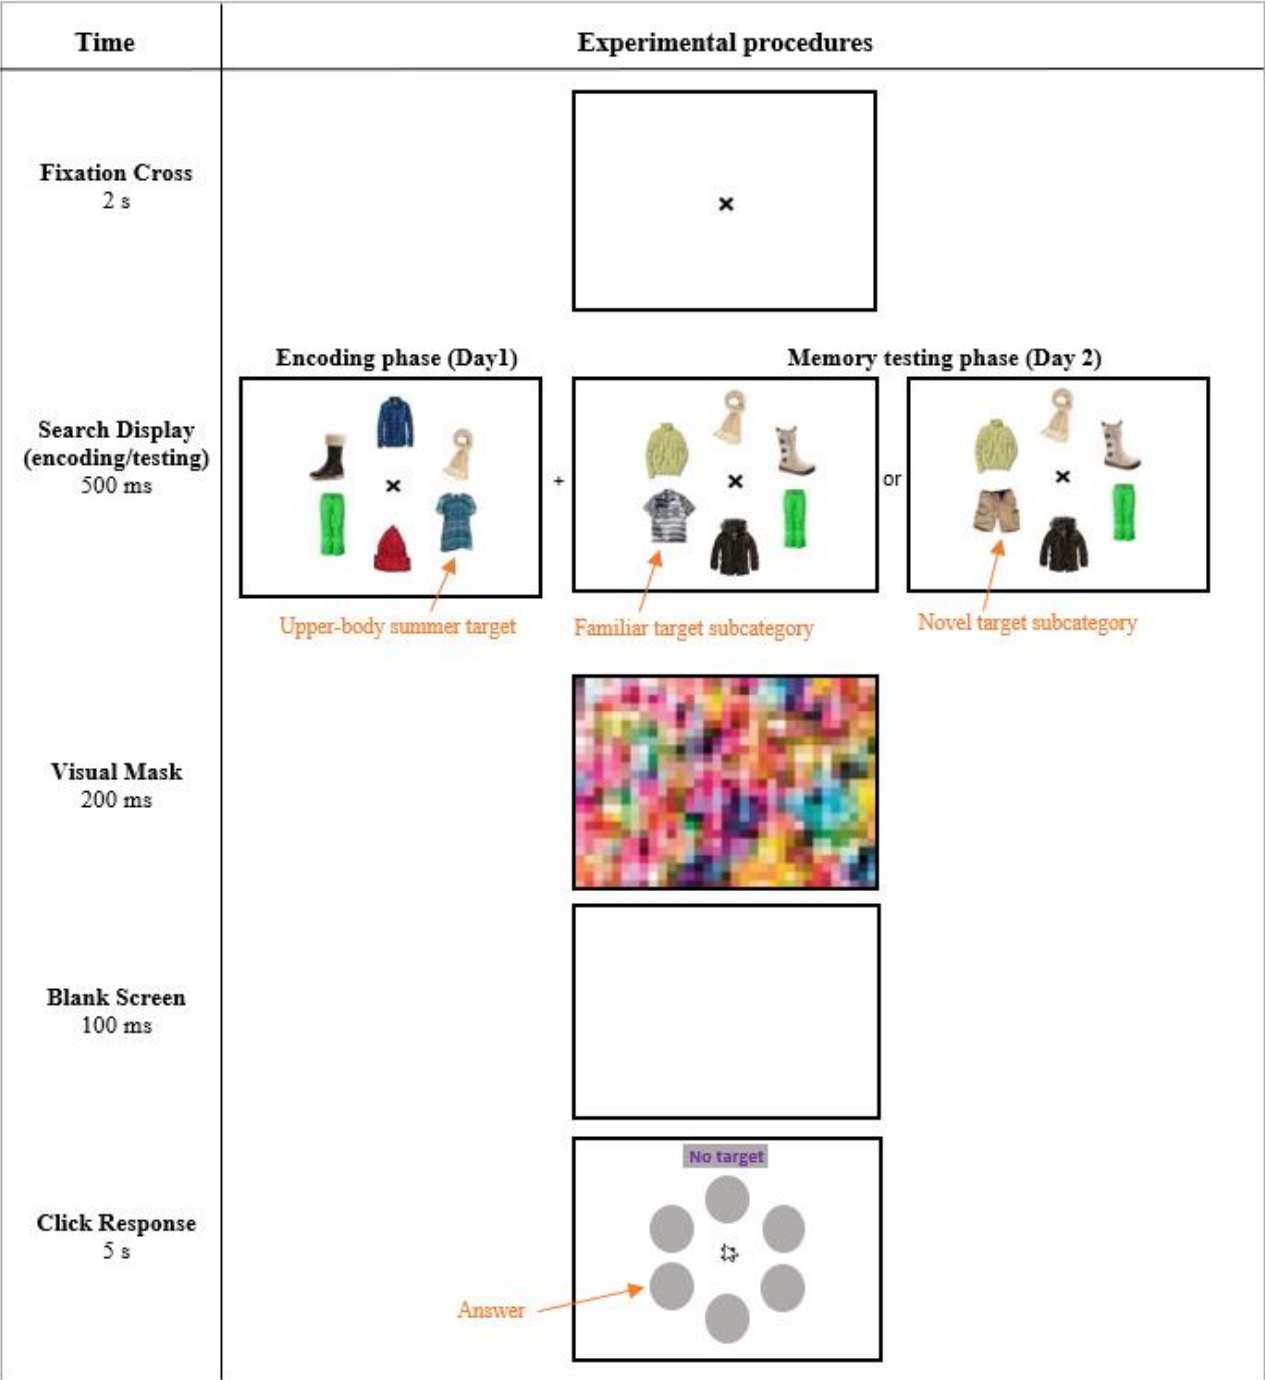 Time
Experimental procedures
Fixation Cross
2 s
Encoding phase (Day1)
Memory testing phase (Day 2)
Search Display
(encoding/testing)
500 ms
+
or
Upper-body summer target
Familiar target subcategory
Novel target subcategory
Visual Mask
200 ms
Blank Screen
100 ms
No target
Click Response
5 s
Answer